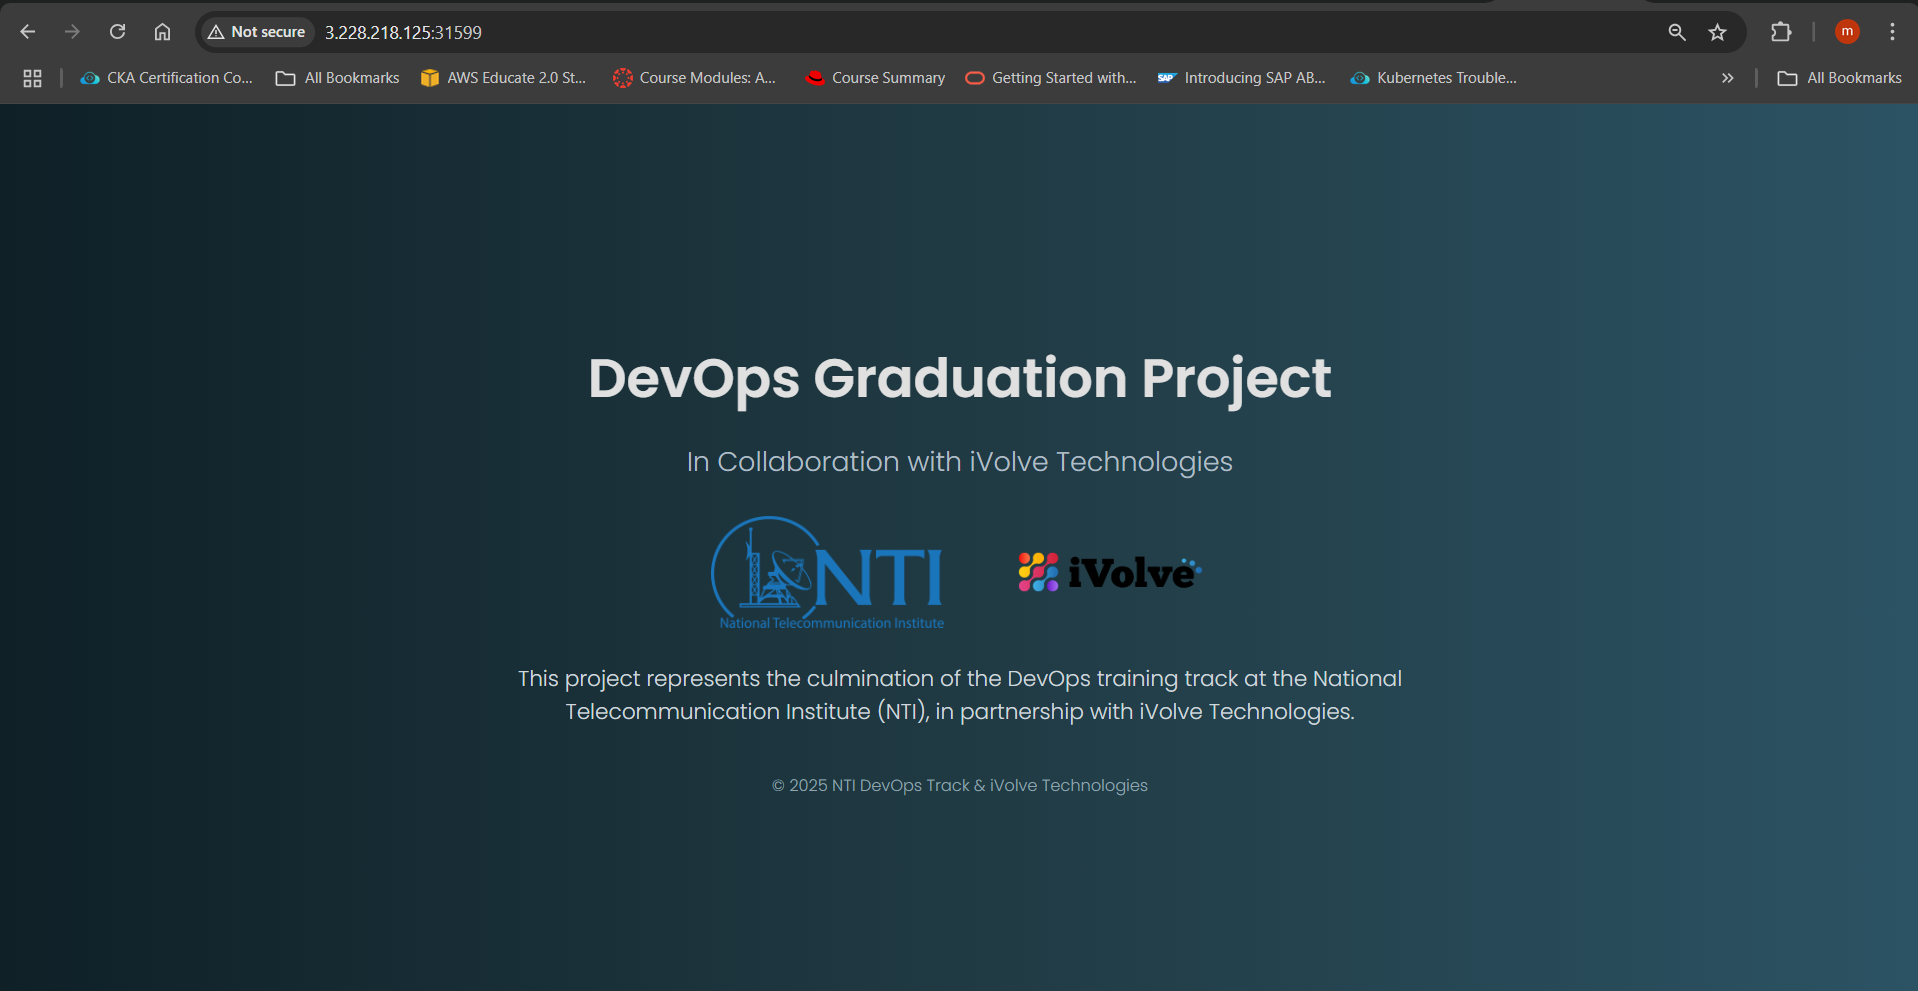 Not secure
3.228.218.125:31599
m
CKA Certification Co...
All Bookmarks
AWS Educate 2.0 St...
Course Modules: A...
Course Summary
Getting Started with...
SAP
Introducing SAP AB...
Kubernetes Trouble...
All Bookmarks
DevOps Graduation Project
In Collaboration with iVolve Technologies
NTI
National Telecommunication Institute
iVolve
This project represents the culmination of the DevOps training track at the National
Telecommunication Institute (NTI), in partnership with iVolve Technologies.
© 2025 NTI DevOps Track & iVolve Technologies